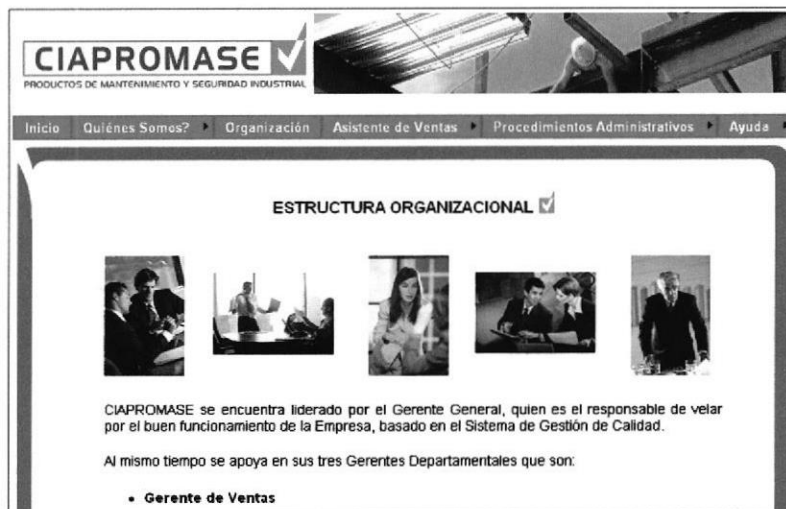 CIAPROMASE
PRODUCTOS DE MANTENIMIENTO Y SEGURIDAD INDUSTRIAL
Inicio Quiénes Somos? Organización Asistente de Ventas Procedimientos Administrativos Ayuda
ESTRUCTURA ORGANIZACIONAL
CIAPROMASE se encuentra liderado por el Gerente General, quien es el responsable de velar
por el buen funcionamiento de la Empresa, basado en el Sistema de Gestión de Calidad.
Al mismo tiempo se apoya en sus tres Gerentes Departamentales que son:
• Gerente de Ventas